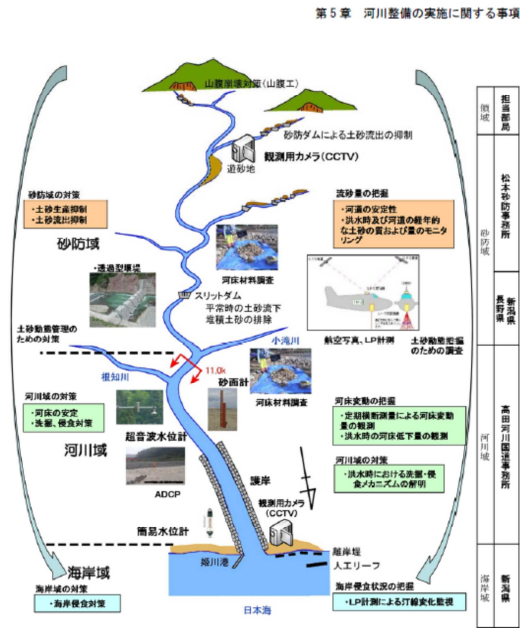 第5章 河川整備の実施に関する事項
山腹崩壊対策(山腹工)
砂防ダムによる土砂流出の抑制
観測用カメラ(CCTV)
遊砂地
砂防域の対策
・土砂生産抑制
・土砂流出抑制
流砂量の把握
・河道の安定性
・洪水時及び河道の経年的
な土砂の質および量のモニタ
リング
砂防域
河床材料調査
・透過型堰堤
スリットダム
平常時の土砂流下
堆積土砂の排除
航空写真、LP計測
土砂動態把握
のための調査
土砂動態管理の
ための対策
小滝川
根知川
11.0k
砂面計
河床材料調査
河川域の対策
・河床の安定
・洗掘、侵食対策
河床変動の把握
・定期横断測量による河床変動
量の観測
・洪水時の河床低下量の観測
河川域
超音波水位計
河川域の対策
・洪水時における洗掘・侵
食メカニズムの解明
護岸
ADCP
観測用カメラ
(CCTV)
簡易水位計
離岸堤
人工リーフ
姫川港
海岸域
海岸域の対策
・海岸侵食対策
海岸侵食状況の把握
・LP計測による汀線変化監視
日本海
領域
担当部局
砂防域
松本砂防事務所
新潟県
長野県
河川域
高田河川国道事務所
海岸域
新潟県